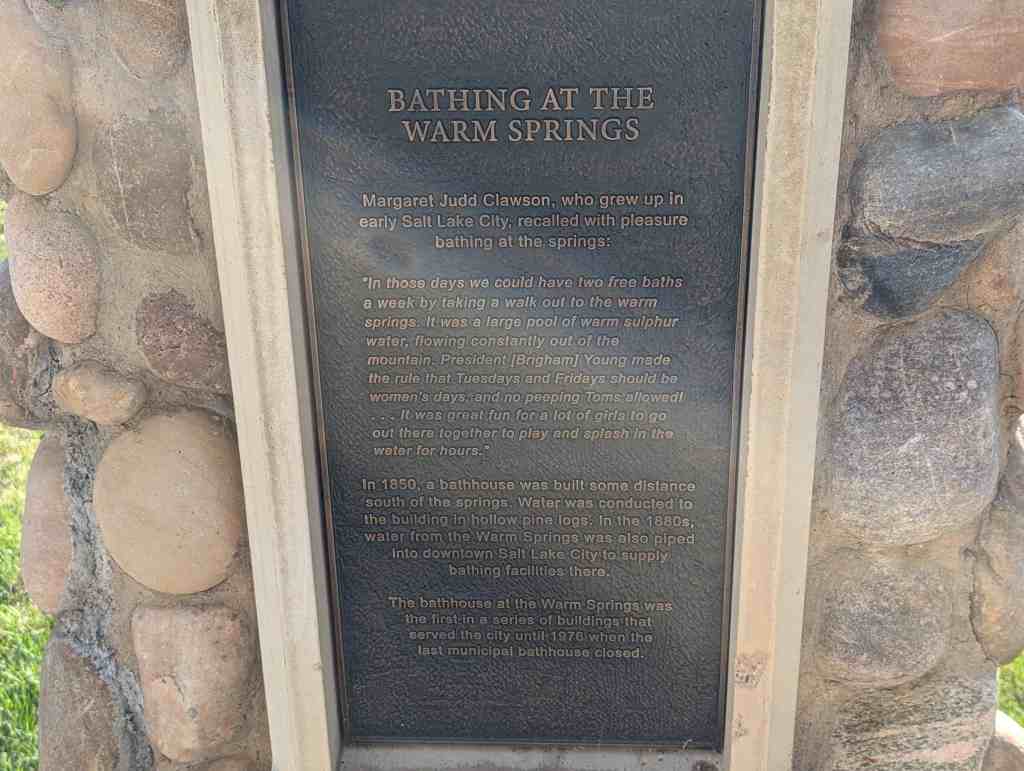 BATHING AT THE
WARM SPRINGS
Margaret Judd Clawson, who grew up in
early Salt Lake City, recalled with pleasure
bathing at the springs:
"In those days we could have two free baths
a week by taking a walk out to the warm
springs. It was a large pool of warm sulphur
water, flowing constantly out of the
mountain. President [Brigham] Young made
the rule that Tuesdays and Fridays should be
women's days, and no peeping Toms allowed!
. . . . It was great fun for a lot of girls to go
out there together to play and splash in the
water for hours."
In 1850, a bathhouse was built some distance
south of the springs. Water was conducted to
the building in hollow pine logs. In the 1880s,
water from the Warm Springs was also piped
into downtown Salt Lake City to supply
bathing facilities there.
The bathhouse at the Warm Springs was
the first in a series of buildings that
served the city until 1976 when the
last municipal bathhouse closed.